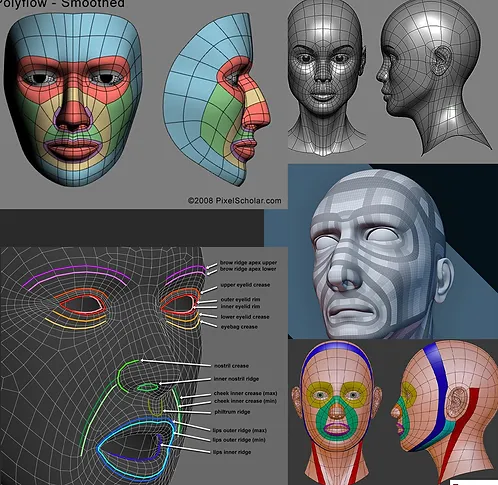 Polyflow - Smoothed
©2008 PixelScholar.com
brow ridge apex upper
brow ridge apex lower
upper eyelid crease
outer eyelid rim
inner eyelid rim
lower eyelid crease
eyebag crease
nostril crease
inner nostril ridge
cheek inner crease (max)
cheek inner crease (min)
philtrum ridge
lips outer ridge (max)
lips outer ridge (min)
lips inner ridge